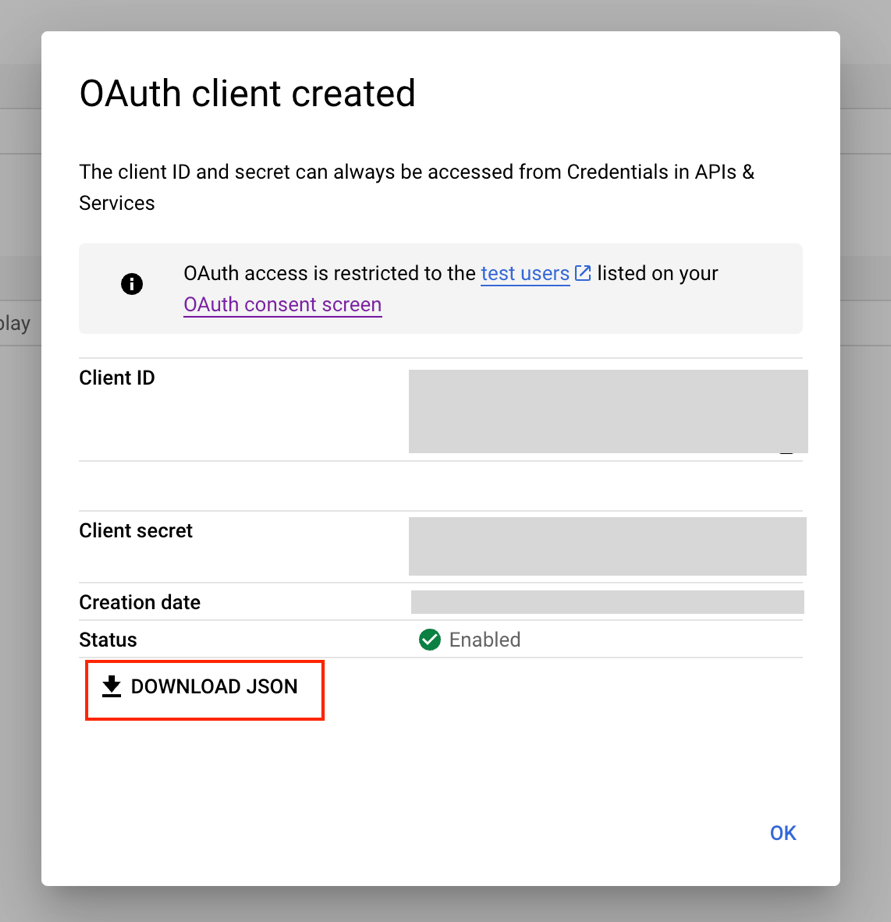 OAuth client created
The client ID and secret can always be accessed from Credentials in APIs &
Services
OAuth access is restricted to the test users listed on your
OAuth consent screen
play
Client ID
Client secret
Creation date
Status Enabled
DOWNLOAD JSON
OK